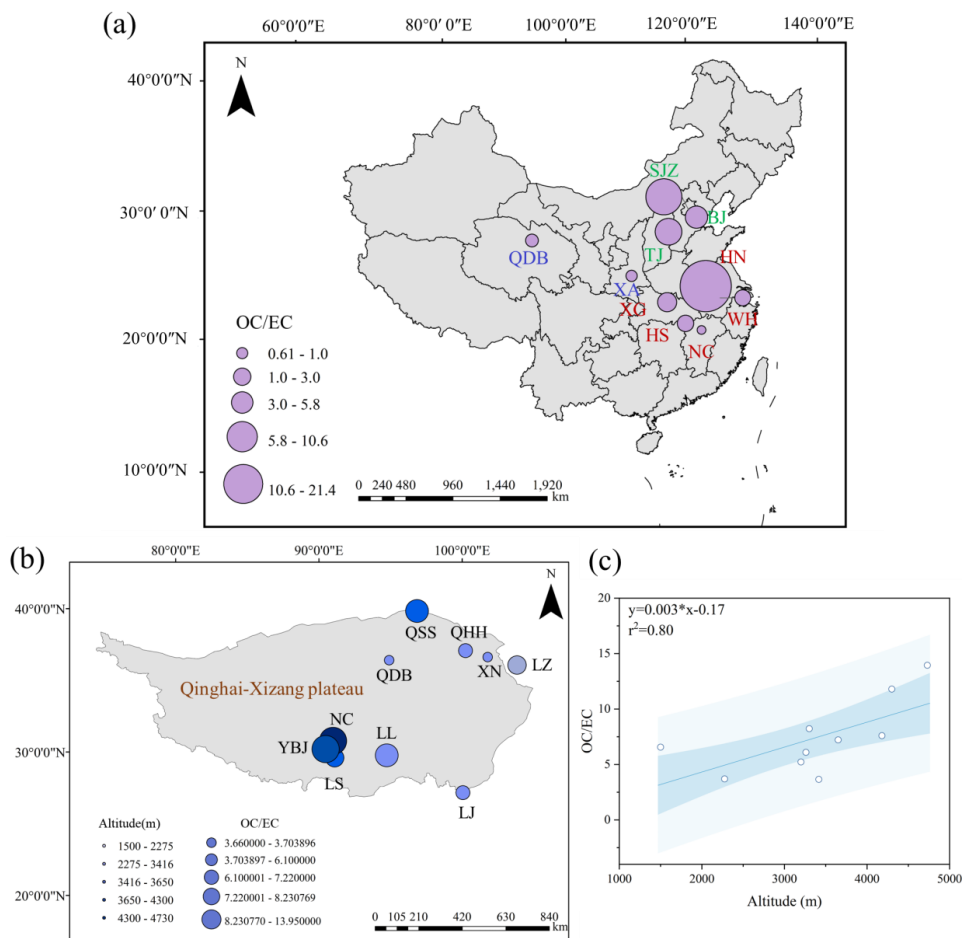 (a)
60°0'0"E 80°0'0"E 100°0'0"E 120°0'0"E 140°0'0"E
N
40°0'0"N
30°0'0"N
20°0'0"N
10°0'0"N
SJZ
BJ
TJ
HN
QDB
XA
XG
WH
HS
NC
OC/EC
0.61 - 1.0
1.0 - 3.0
3.0 - 5.8
5.8 - 10.6
10.6 - 21.4
0 240 480 960 1,440 1,920
km
(b)
80°0'0"E 90°0'0"E 100°0'0"E
N
40°0'0"N
30°0'0"N
20°0'0"N
QSS
QHH
QDB
XN
LZ
Qinghai-Xizang plateau
NC
LL
YBJ
LS
LJ
Altitude(m)
1500 - 2275
2275 - 3416
3416 - 3650
3650 - 4300
4300 - 4730
OC/EC
3.660000 - 3.703896
3.703897 - 6.100000
6.100001 - 7.220000
7.220001 - 8.230769
8.230770 - 13.950000
0 105 210 420 630 840
km
(c)
y=0.003*x-0.17
r²=0.80
20
15
10
5
0
OC/EC
1000 2000 3000 4000 5000
Altitude (m)